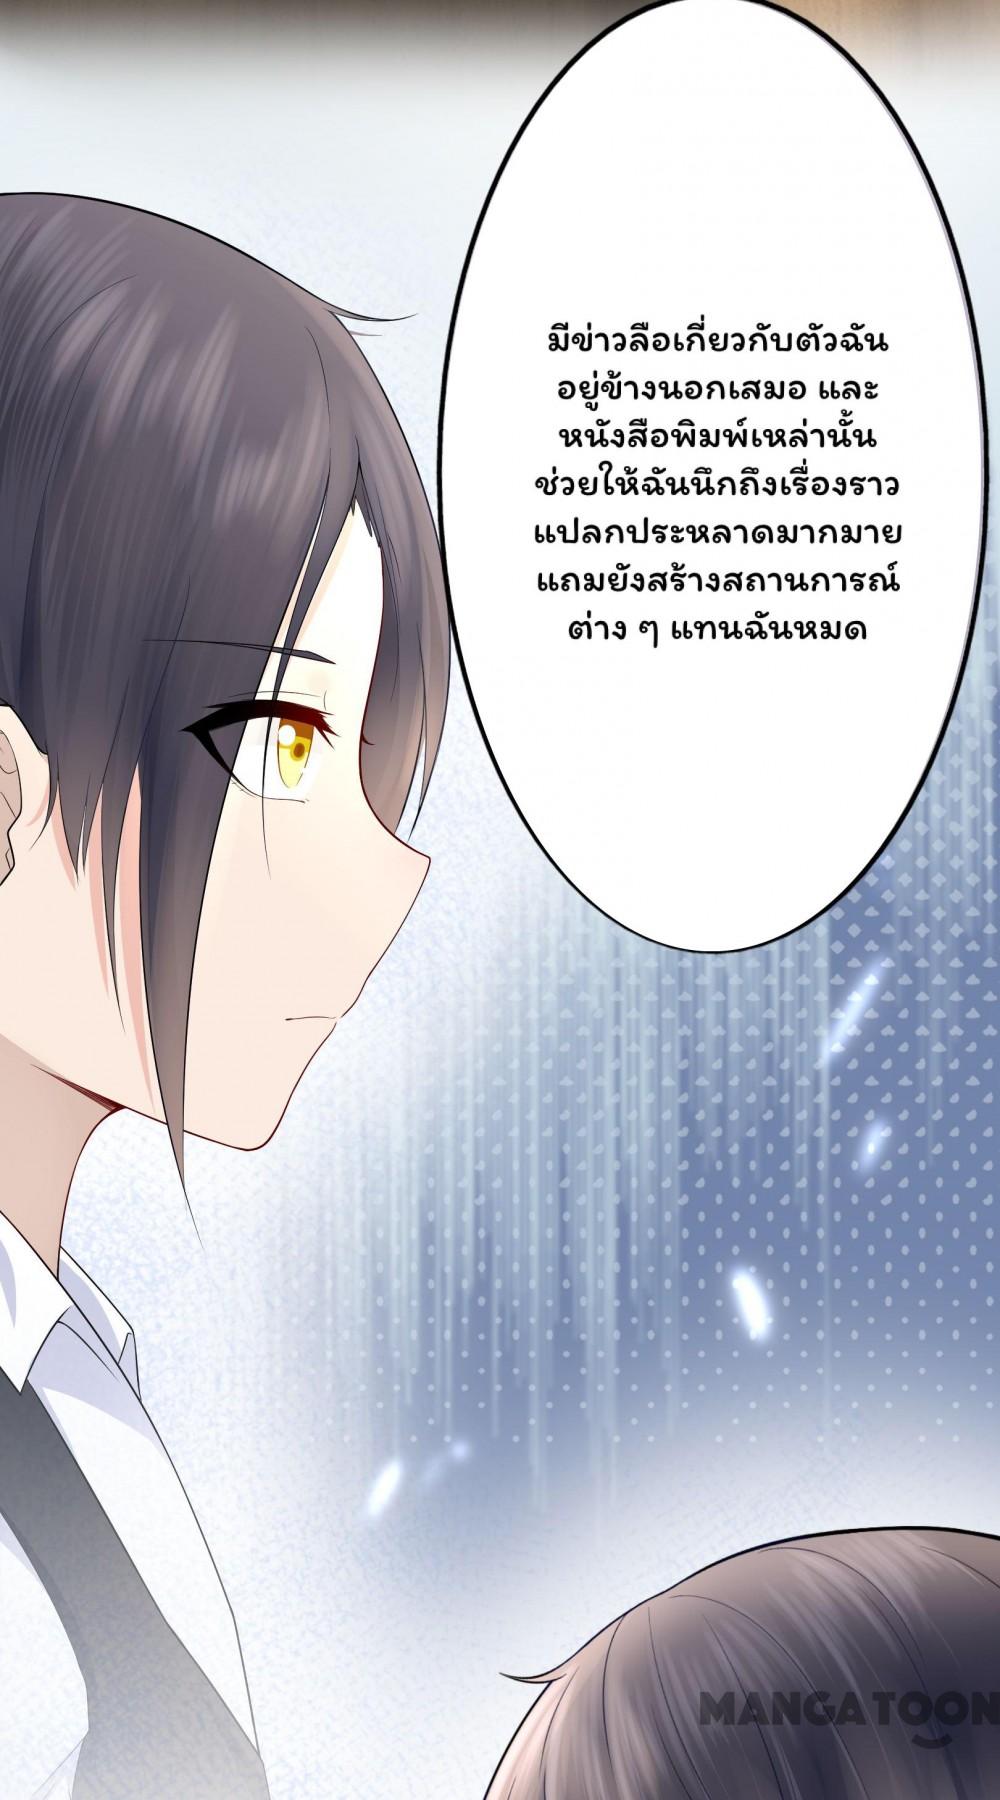 มีข่าวลือเกี่ยวกับตัวฉัน
อยู่ข้างนอกเสมอ และ
หนังสือพิมพ์เหล่านั้น
ช่วยให้ฉันนึกถึงเรื่องราว
แปลกประหลาดมากมาย
แถมยังสร้างสถานการณ์
ต่าง ๆ แทนฉันหมด
MANGATOON